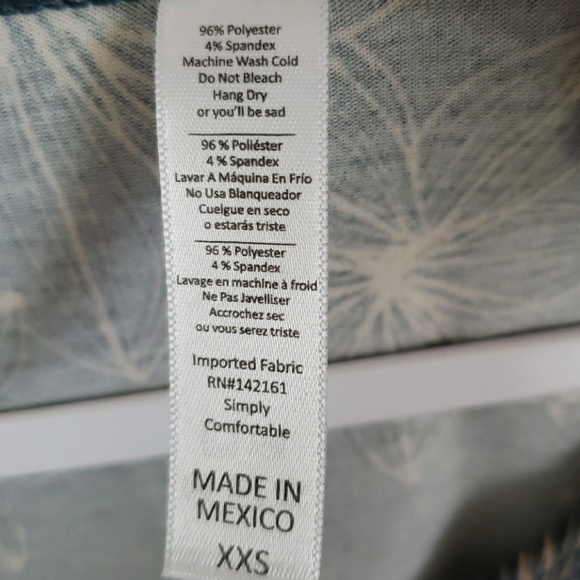 96% Polyester
4% Spandex
Machine Wash Cold
Do Not Bleach
Hang Dry
or you'll be sad
96 % Poliéster
4 % Spandex
Lavar A Máquina En Frío
No Usa Blanqueador
Cuelgue en seco
o estarás triste
96 % Polyester
4 % Spandex
Lavage en machine à froid
Ne Pas Javelliser
Accrochez sec
ou vous serez triste
Imported Fabric
RN#142161
Simply
Comfortable
MADE IN
MEXICO
XXS